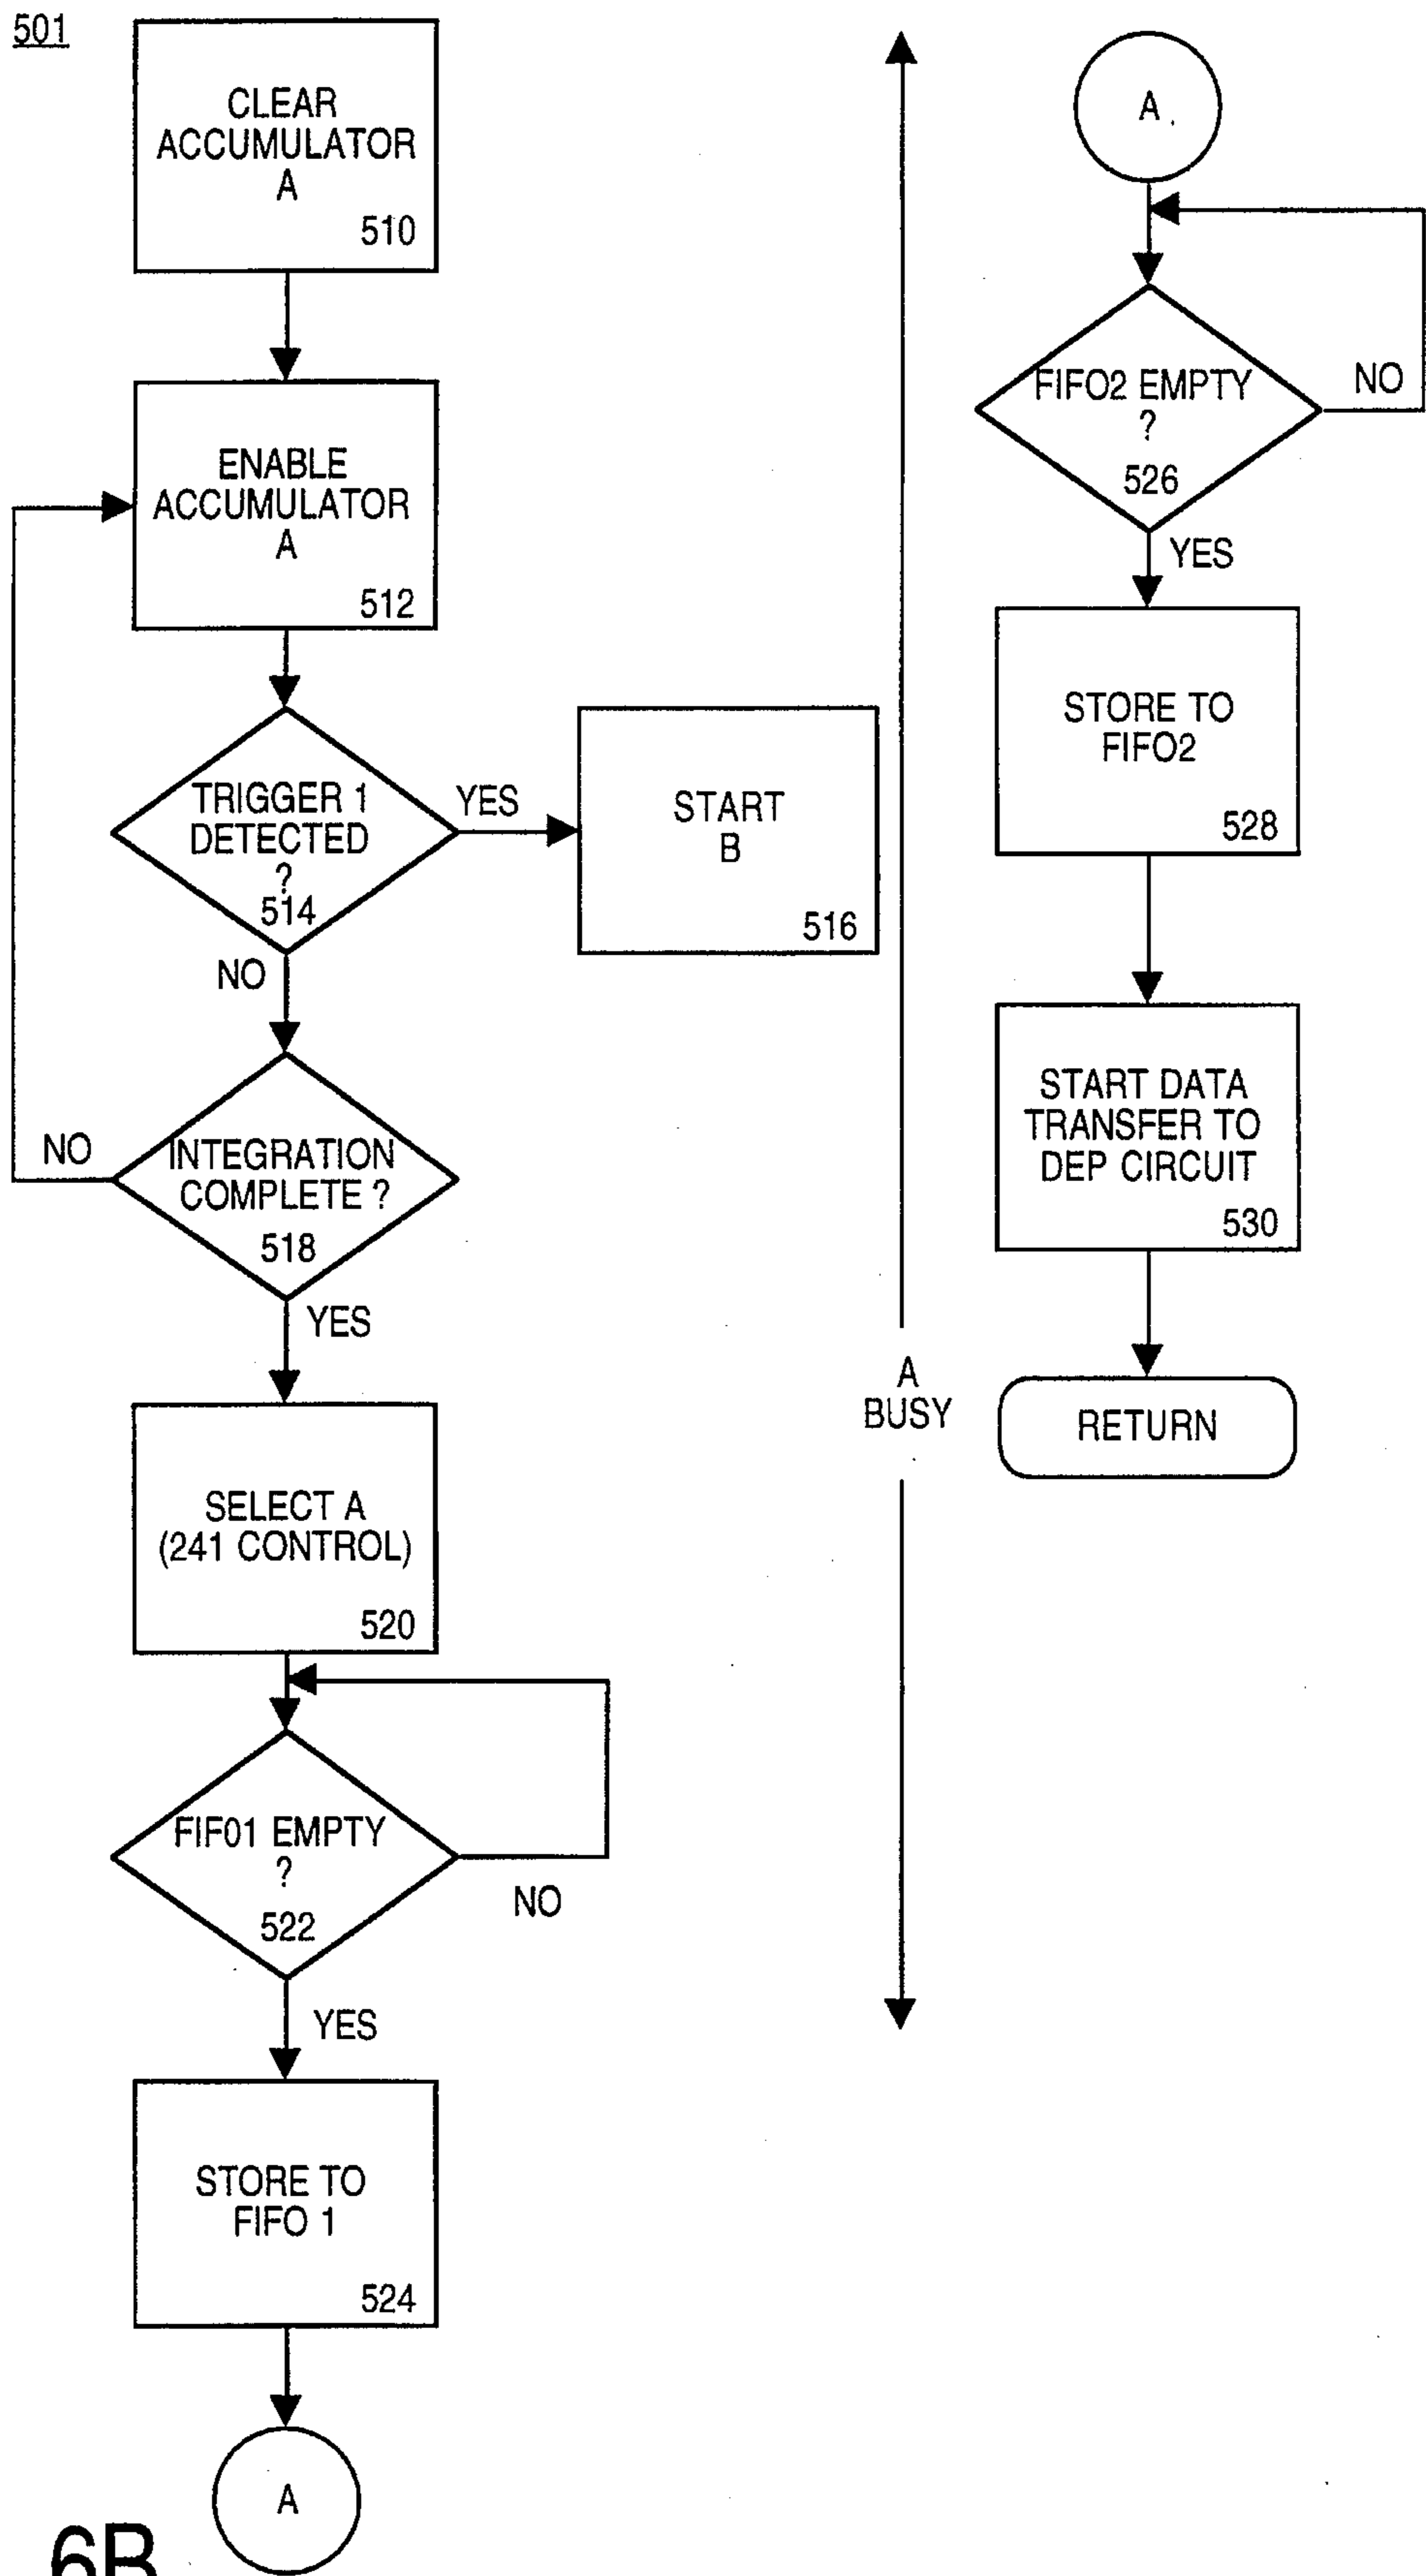 501
CLEAR
ACCUMULATOR
A
510
ENABLE
ACCUMULATOR
A
512
TRIGGER 1
DETECTED
?
514
YES
START
B
516
NO
INTEGRATION
COMPLETE ?
518
NO
YES
SELECT A
(241 CONTROL)
520
FIF01 EMPTY
?
522
NO
YES
STORE TO
FIFO 1
524
A
A
BUSY
A
FIFO2 EMPTY
?
526
NO
YES
STORE TO
FIFO2
528
START DATA
TRANSFER TO
DEP CIRCUIT
530
RETURN
6B